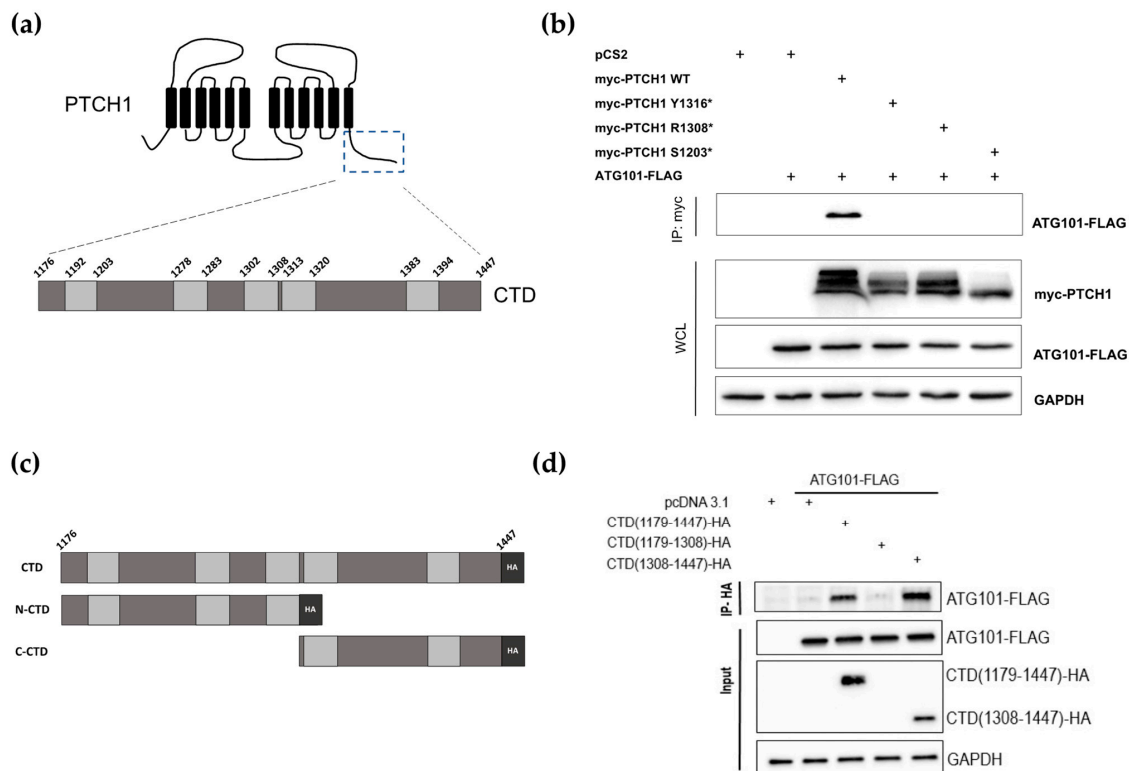 (a)
PTCH1
1176 1192 1203 1278 1283 1302 1308 1313 1320 1383 1394 1447
CTD
(b)
pCS2 + +
myc-PTCH1 WT +
myc-PTCH1 Y1316* +
myc-PTCH1 R1308* +
myc-PTCH1 S1203* +
ATG101-FLAG + + + + +
IP: myc
ATG101-FLAG
WCL
myc-PTCH1
ATG101-FLAG
GAPDH
(c)
1176 1447
CTD HA
N-CTD HA
C-CTD HA
(d)
ATG101-FLAG
pcDNA 3.1 + +
CTD(1179-1447)-HA +
CTD(1179-1308)-HA +
CTD(1308-1447)-HA +
IP- HA
ATG101-FLAG
Input
ATG101-FLAG
CTD(1179-1447)-HA
CTD(1308-1447)-HA
GAPDH